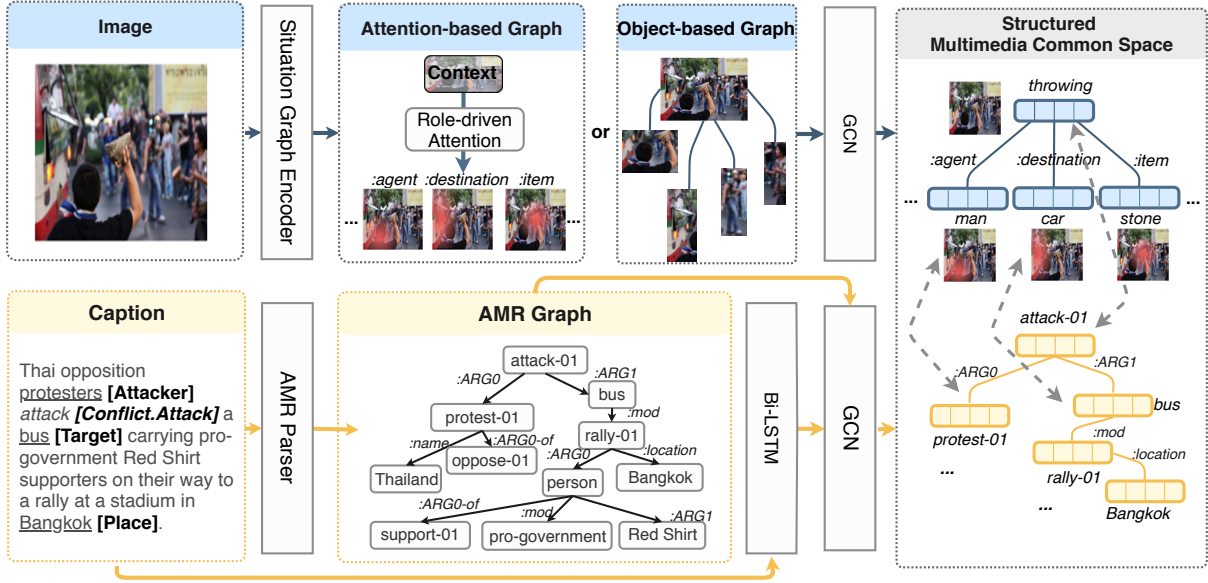 Image
Situation Graph Encoder
Attention-based Graph
Context
Role-driven
Attention
:agent
:destination
:item
...
...
or
Object-based Graph
GCN
Structured
Multimedia Common Space
throwing
:agent
:destination
:item
...
...
man
car
stone
Caption
Thai opposition
protesters [Attacker]
attack [Conflict.Attack] a
bus [Target] carrying pro-
government Red Shirt
supporters on their way to
a rally at a stadium in
Bangkok [Place].
AMR Parser
AMR Graph
attack-01
:ARG0
:ARG1
protest-01
bus
:mod
:name
:ARG0-of
rally-01
Thailand
oppose-01
:ARG0
:location
person
Bangkok
:ARG0-of
:mod
:ARG1
support-01
pro-government
Red Shirt
Bi-LSTM
GCN
attack-01
:ARG0
:ARG1
protest-01
bus
:mod
...
rally-01
:location
...
Bangkok